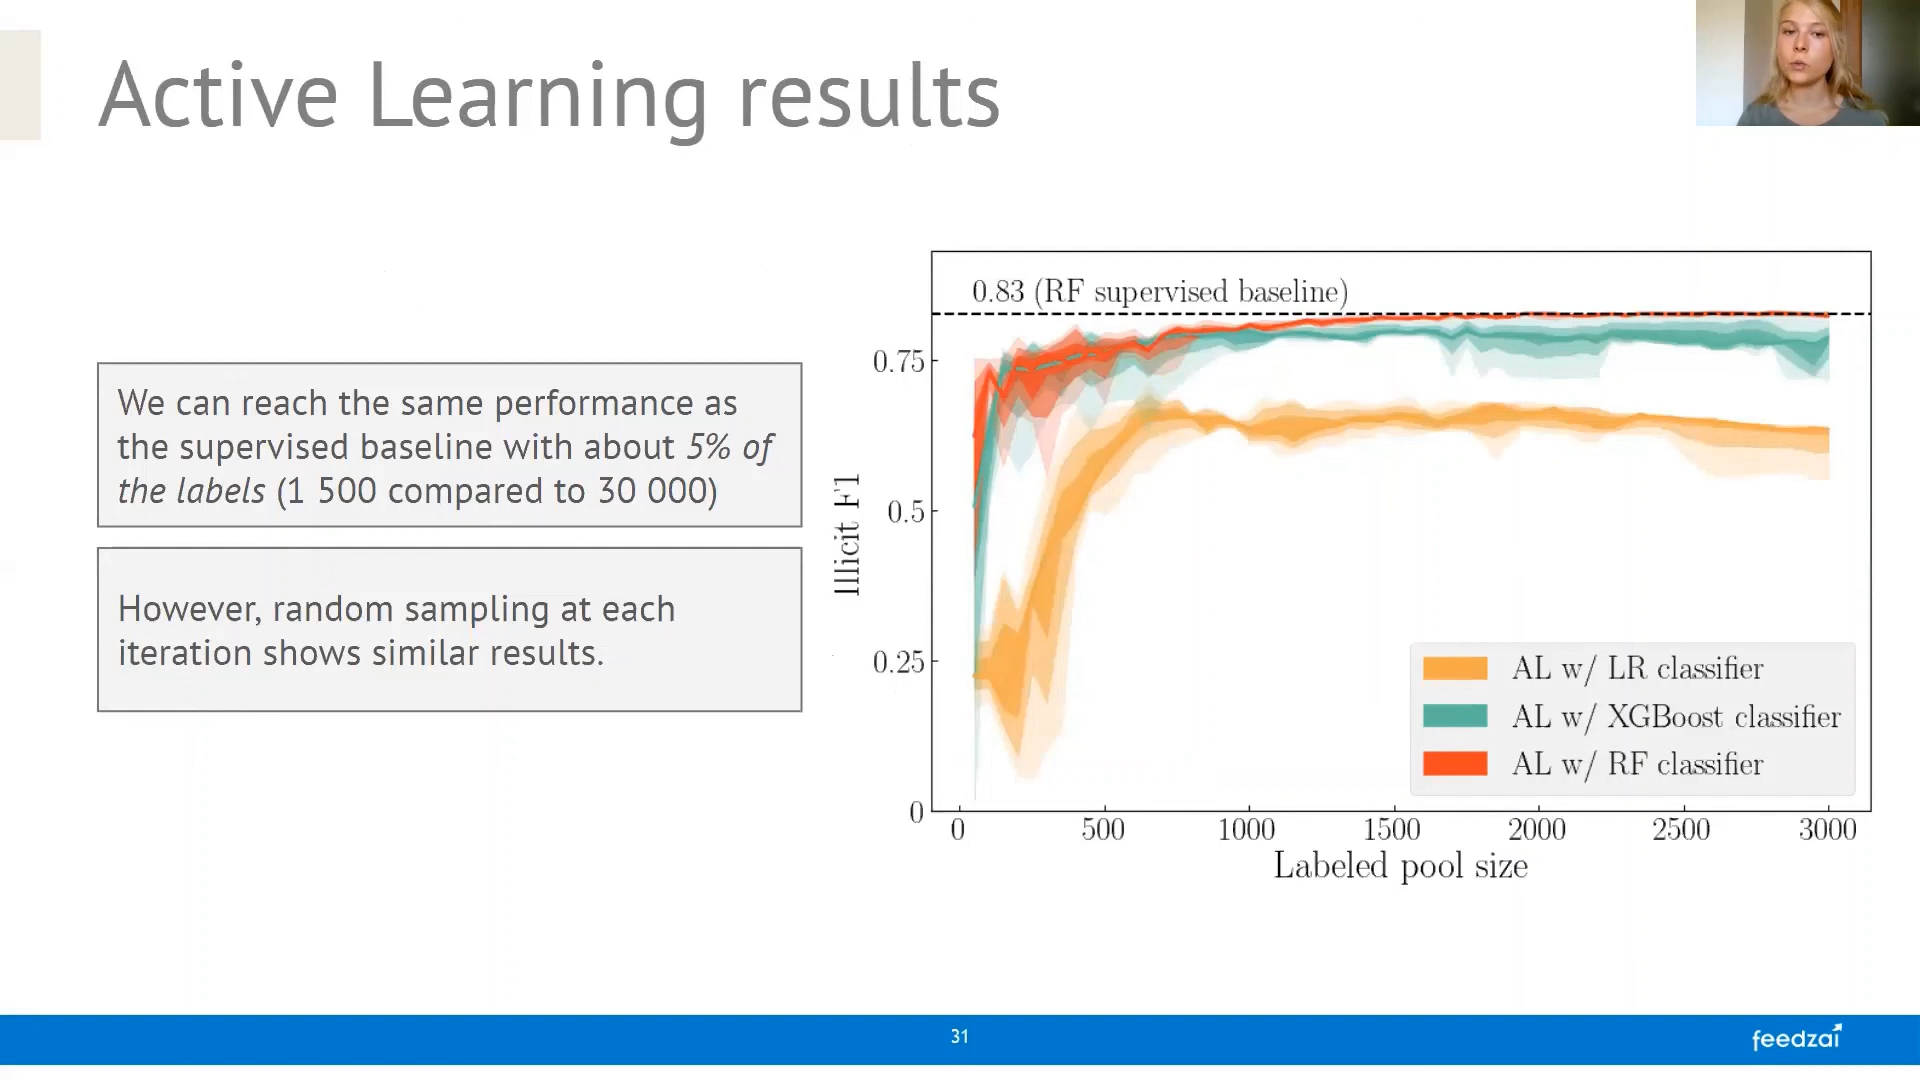 Active Learning results
We can reach the same performance as
the supervised baseline with about 5% of
the labels (1 500 compared to 30 000)
However, random sampling at each
iteration shows similar results.
0.83 (RF supervised baseline)
0.75
0.5
0.25
0
Illicit F1
0 500 1000 1500 2000 2500 3000
Labeled pool size
AL w/ LR classifier
AL w/ XGBoost classifier
AL w/ RF classifier
31
feedzai